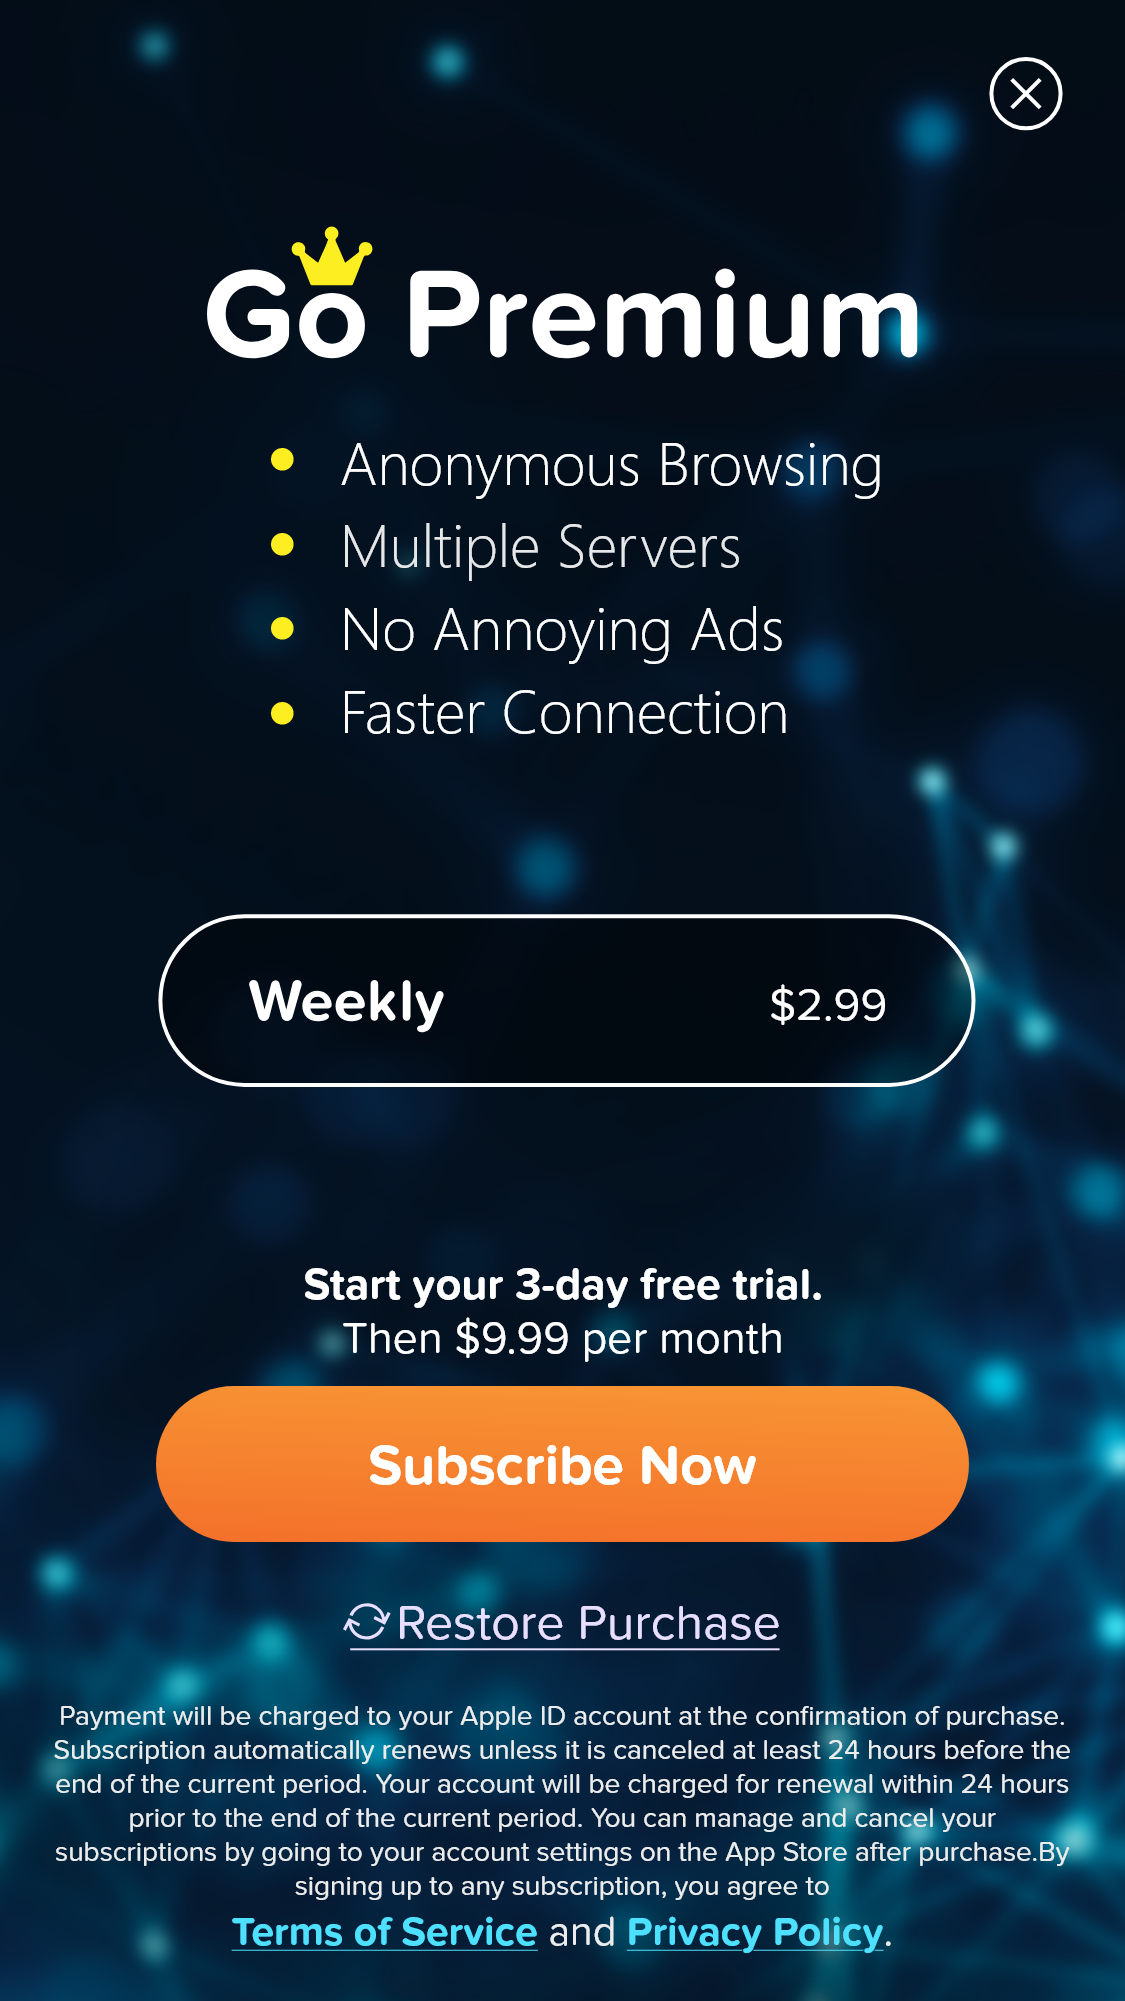 Go Premium
Anonymous Browsing
Multiple Servers
No Annoying Ads
Faster Connection
Weekly $2.99
Start your 3-day free trial.
Then $9.99 per month
Subscribe Now
Restore Purchase
Payment will be charged to your Apple ID account at the confirmation of purchase.
Subscription automatically renews unless it is canceled at least 24 hours before the
end of the current period. Your account will be charged for renewal within 24 hours
prior to the end of the current period. You can manage and cancel your
subscriptions by going to your account settings on the App Store after purchase.By
signing up to any subscription, you agree to
Terms of Service and Privacy Policy.